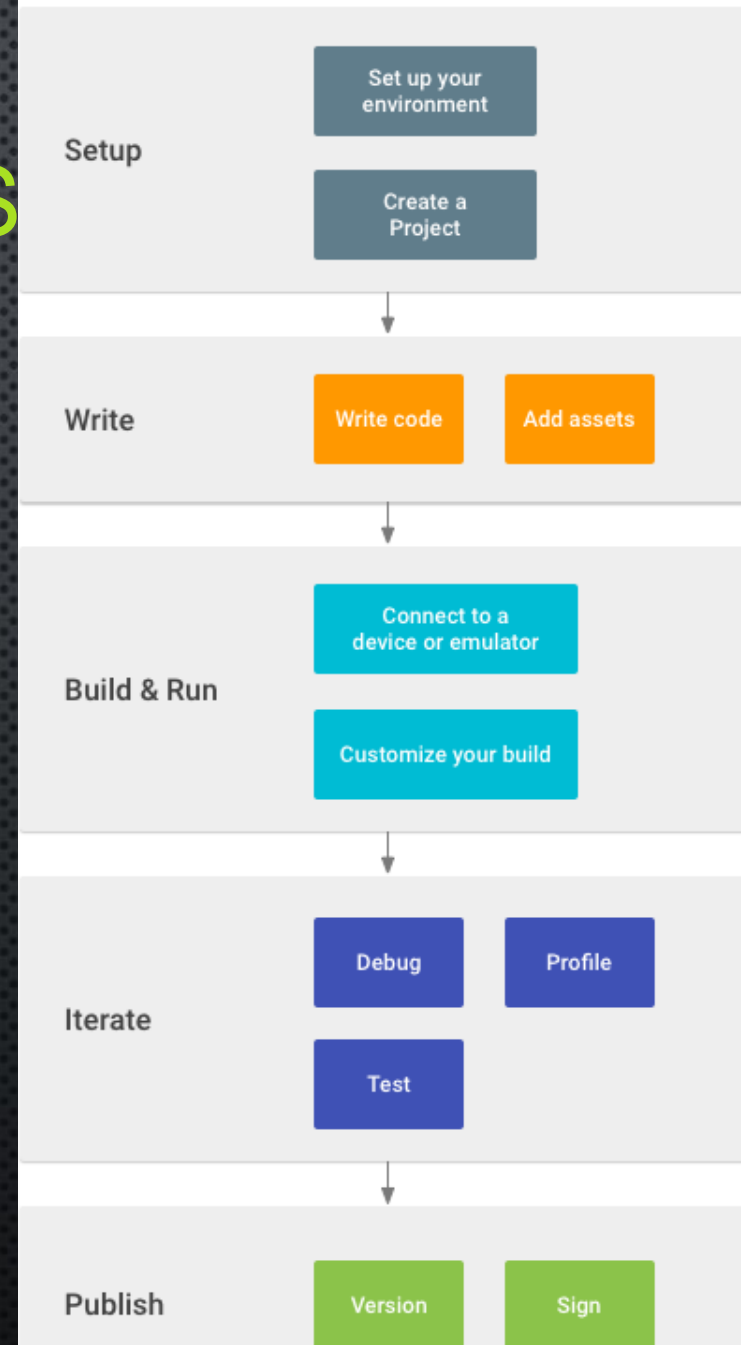 Setup
Set up your
environment
Create a
Project
Write
Write code
Add assets
Build & Run
Connect to a
device or emulator
Customize your build
Iterate
Debug
Profile
Test
Publish
Version
Sign